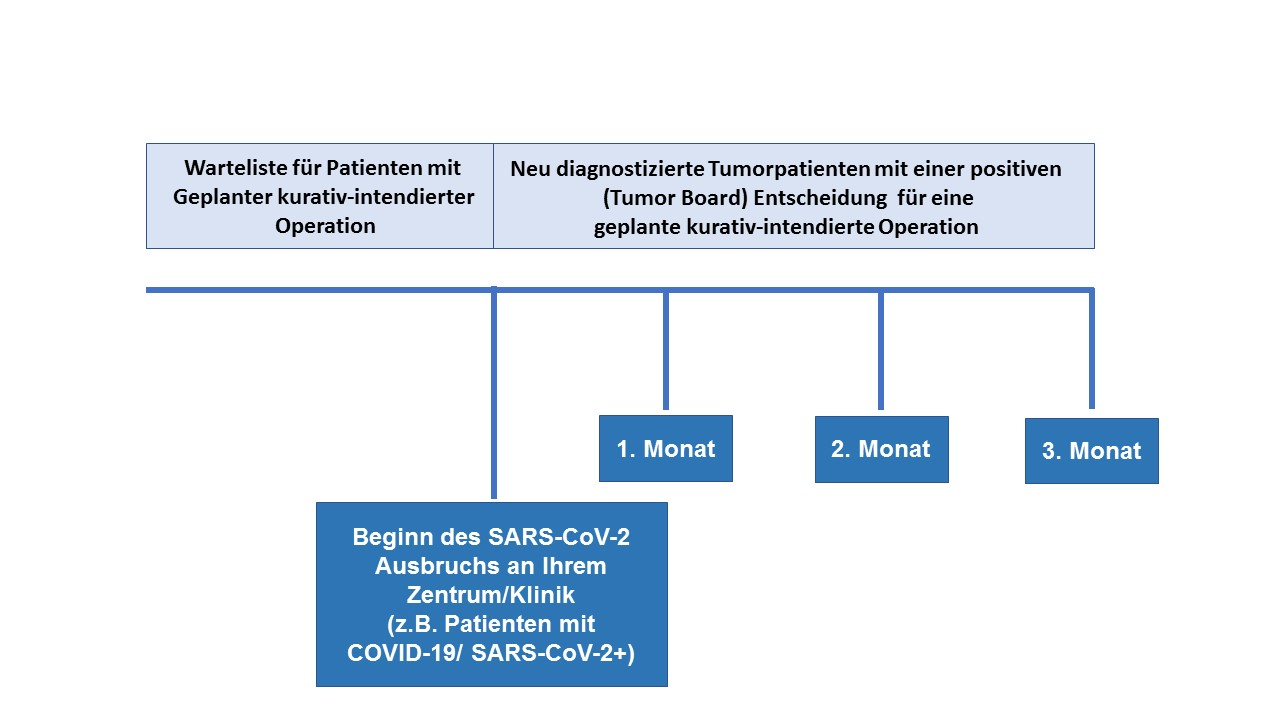 Warteliste für Patienten mit
Geplanter kurativ-intendierter
Operation
Neu diagnostizierte Tumorpatienten mit einer positiven
(Tumor Board) Entscheidung für eine
geplante kurativ-intendierte Operation
1. Monat
2. Monat
3. Monat
Beginn des SARS-CoV-2
Ausbruchs an Ihrem
Zentrum/Klinik
(z.B. Patienten mit
COVID-19/ SARS-CoV-2+)